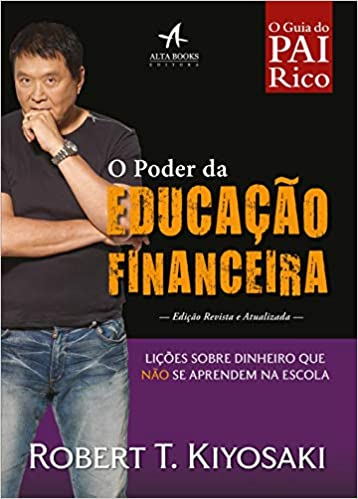 ALTA BOOKS
EDITORA
O Guia do
PAI
Rico
O Poder da
EDUCAÇÃO
FINANCEIRA
— Edição Revista e Atualizada —
LIÇÕES SOBRE DINHEIRO QUE
NÃO SE APRENDEM NA ESCOLA
ROBERT T. KIYOSAKI